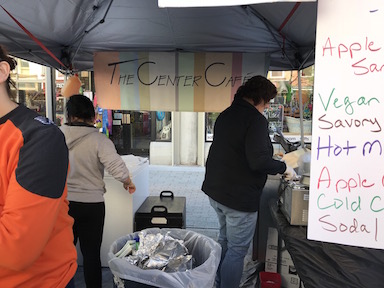 THE CENTER CAFE
Apple
Vegan
Savory
Hot
Apple
Cold
Soda